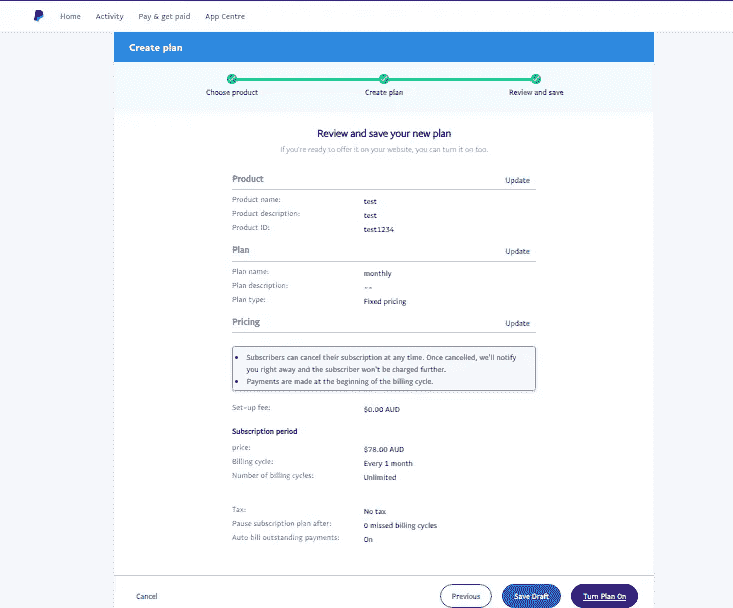 Home Activity Pay & get paid App Centre
Create plan
Choose product Create plan Review and save
Review and save your new plan
If you're ready to offer it on your website, you can turn it on too.
Product Update
Product name: test
Product description: test
Product ID: test1234
Plan Update
Plan name: monthly
Plan description: --
Plan type: Fixed pricing
Pricing Update
Subscribers can cancel their subscription at any time. Once cancelled, we'll notify
you right away and the subscriber won't be charged further.
Payments are made at the beginning of the billing cycle.
Set-up fee: $0.00 AUD
Subscription period
price: $78.00 AUD
Billing cycle: Every 1 month
Number of billing cycles: Unlimited
Tax: No tax
Pause subscription plan after: 0 missed billing cycles
Auto bill outstanding payments: On
Cancel Previous Save Draft Turn Plan On